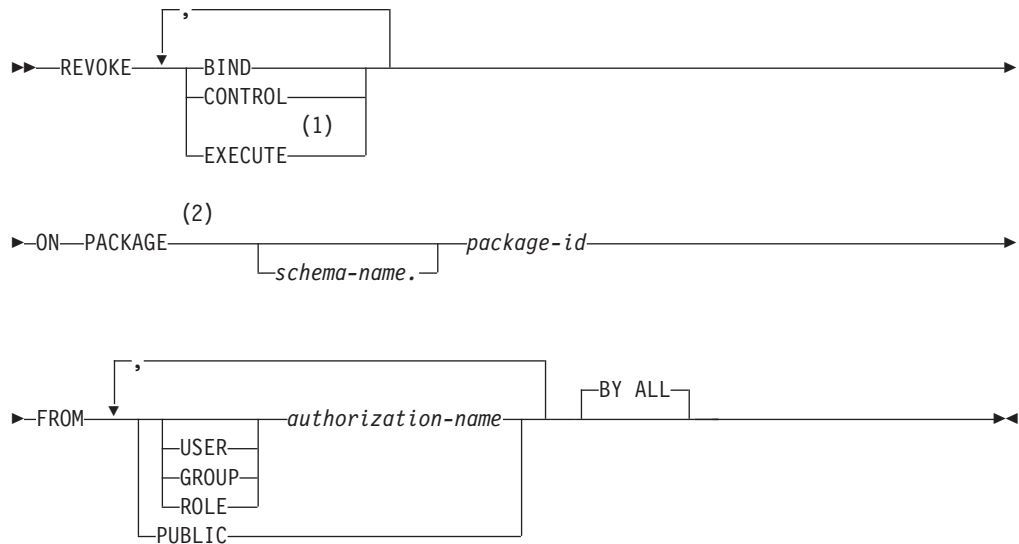 ,
REVOKE BIND
CONTROL
(1)
EXECUTE
(2)
ON PACKAGE package-id
schema-name.
,
BY ALL
FROM authorization-name
USER
GROUP
ROLE
PUBLIC